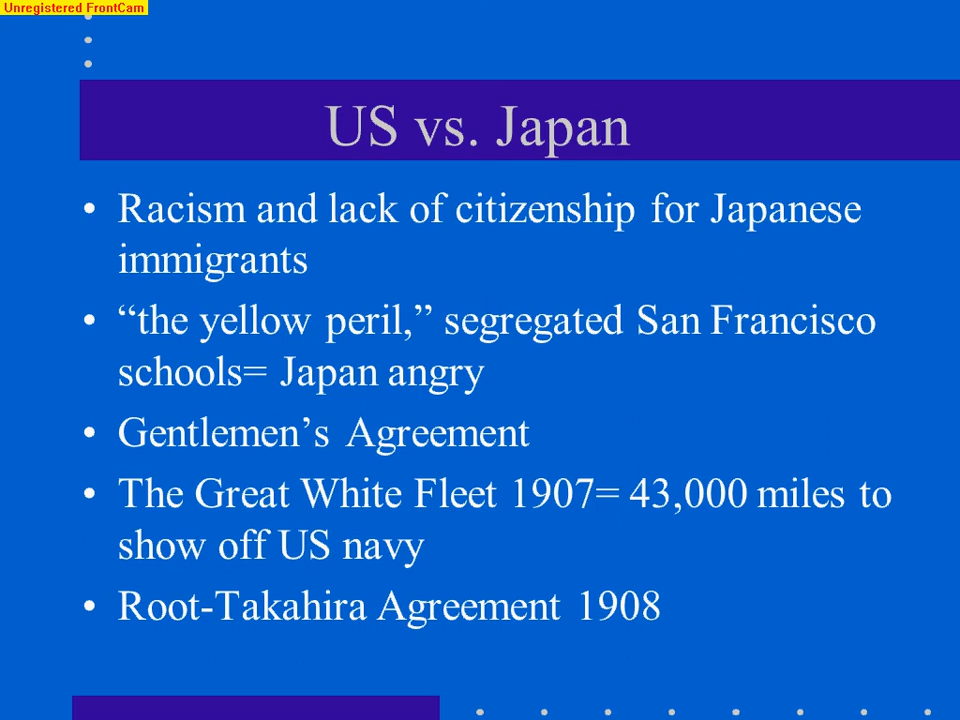 Unregistered FrontCam
US vs. Japan
• Racism and lack of citizenship for Japanese
immigrants
• “the yellow peril,” segregated San Francisco
schools= Japan angry
• Gentlemen’s Agreement
• The Great White Fleet 1907= 43,000 miles to
show off US navy
• Root-Takahira Agreement 1908